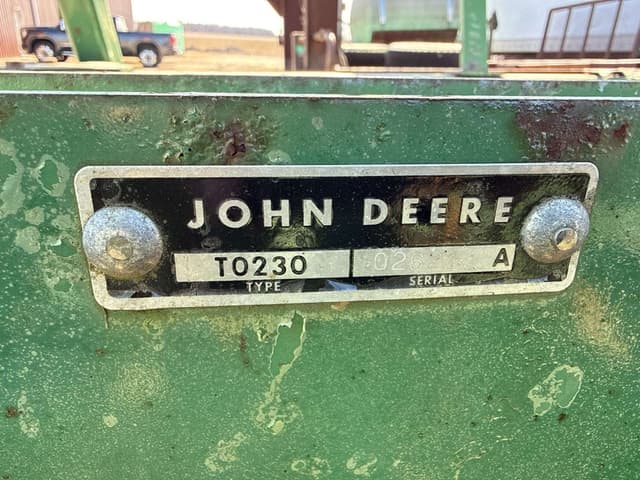 JOHN DEERE
T0230 A
TYPE SERIAL